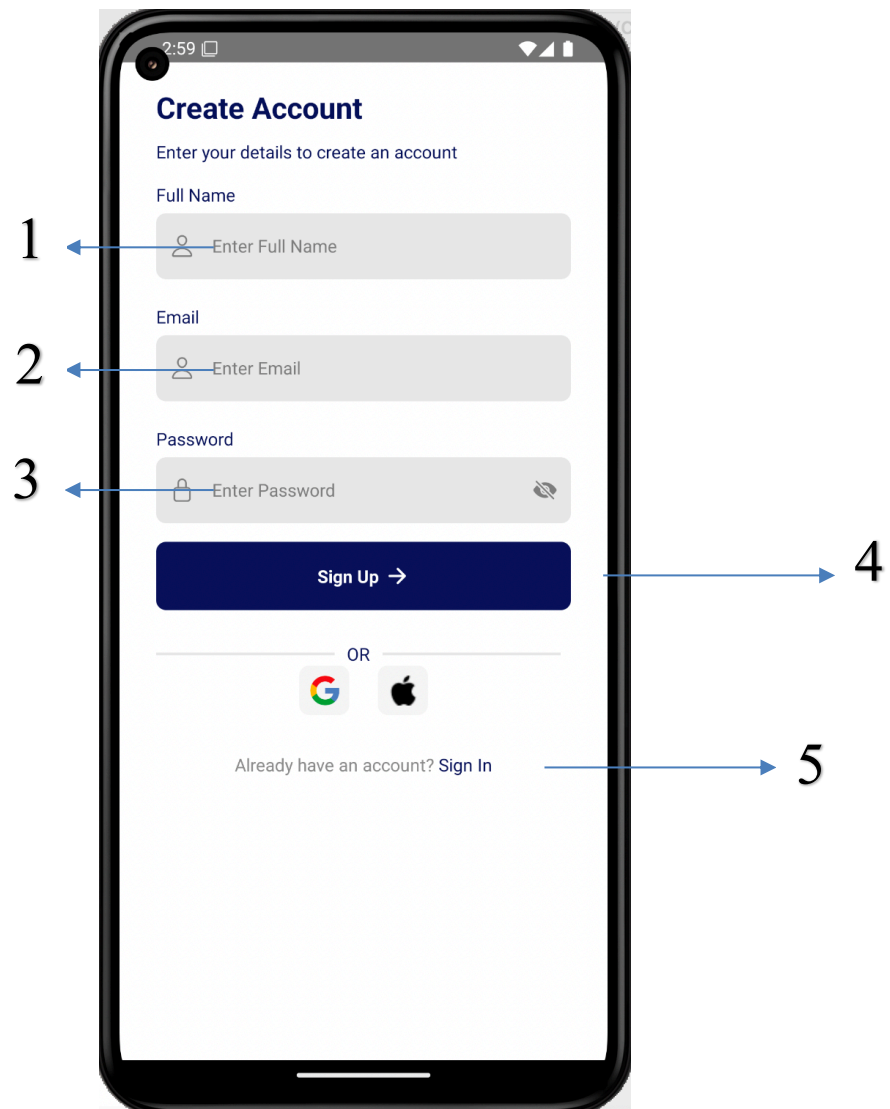 2:59
Create Account
Enter your details to create an account
Full Name
1
Enter Full Name
Email
2
Enter Email
Password
3
Enter Password
Sign Up →
4
OR
Already have an account? Sign In
5